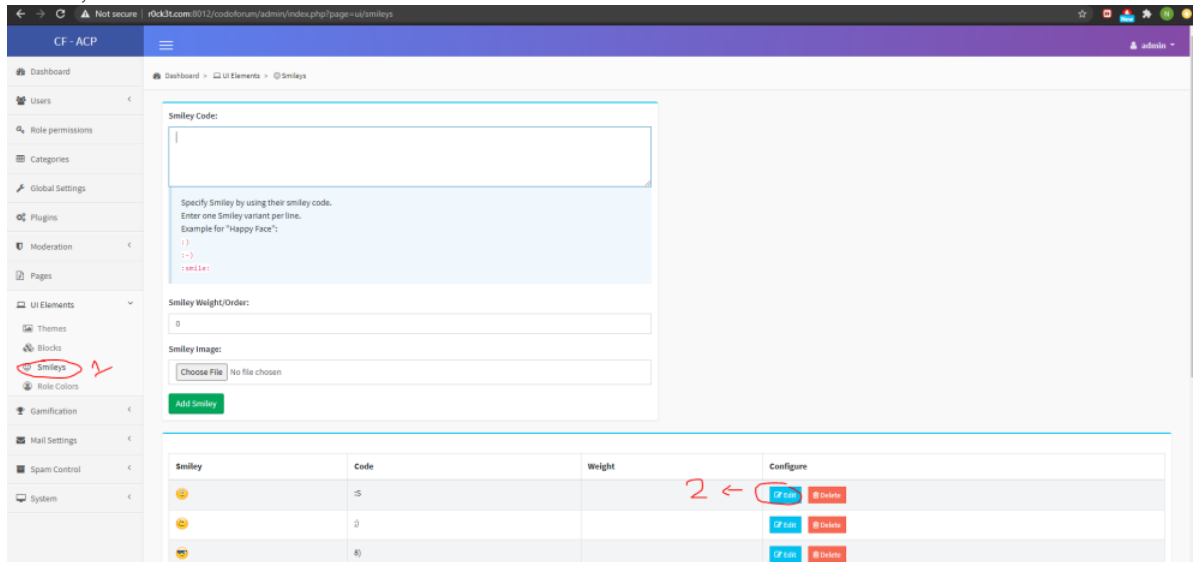 Not secure | r0ck3t.com:8012/codoforum/admin/index.php?page=ui/smileys
New
N
CF - ACP
admin
Dashboard
Users
Role permissions
Categories
Global Settings
Plugins
Moderation
Pages
UI Elements
Themes
Blocks
Smileys 1
Role Colors
Gamification
Mail Settings
Spam Control
System
Dashboard > UI Elements > Smileys
Smiley Code:
Specify Smiley by using their smiley code.
Enter one Smiley variant per line.
Example for "Happy Face":
:)
:-)
:smile:
Smiley Weight/Order:
0
Smiley Image:
Choose File No file chosen
Add Smiley
Smiley Code Weight Configure
:S 2 ← Edit Delete
;) Edit Delete
8) Edit Delete